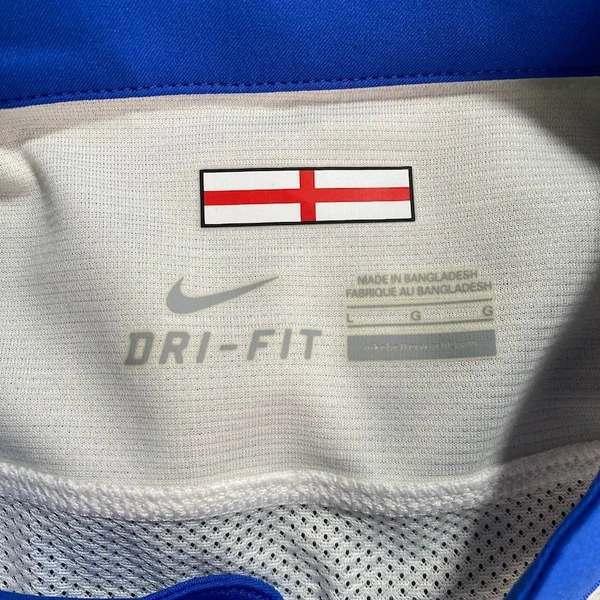 MADE IN BANGLADESH
FABRIQUE AU BANGLADESH
L G G
DRI-FIT